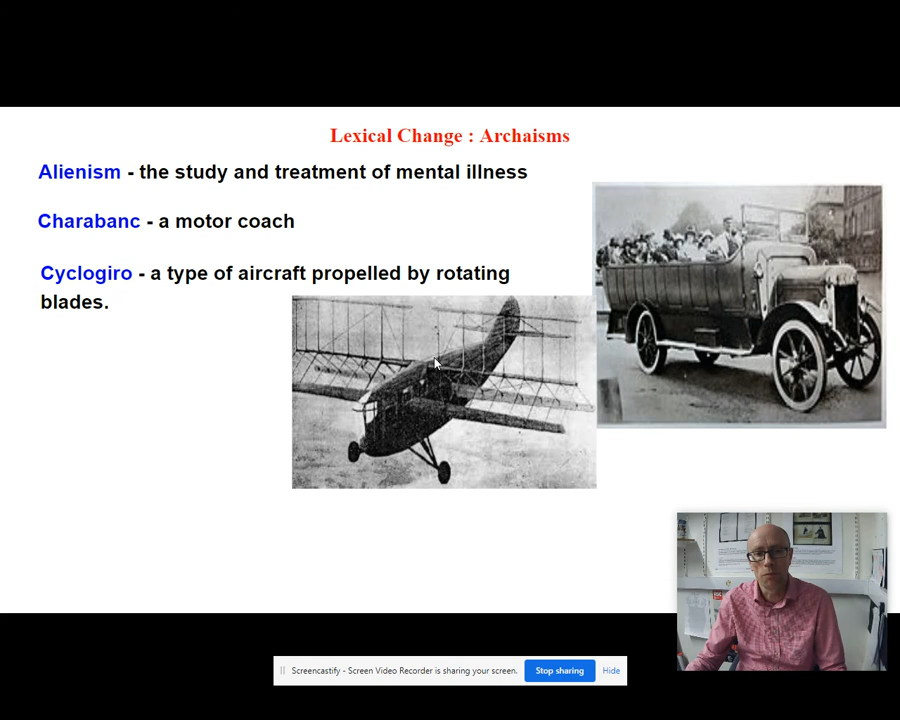 Lexical Change : Archaisms
Alienism - the study and treatment of mental illness
Charabanc - a motor coach
Cyclogiro - a type of aircraft propelled by rotating
blades.
Screencastify - Screen Video Recorder is sharing your screen. Stop sharing Hide